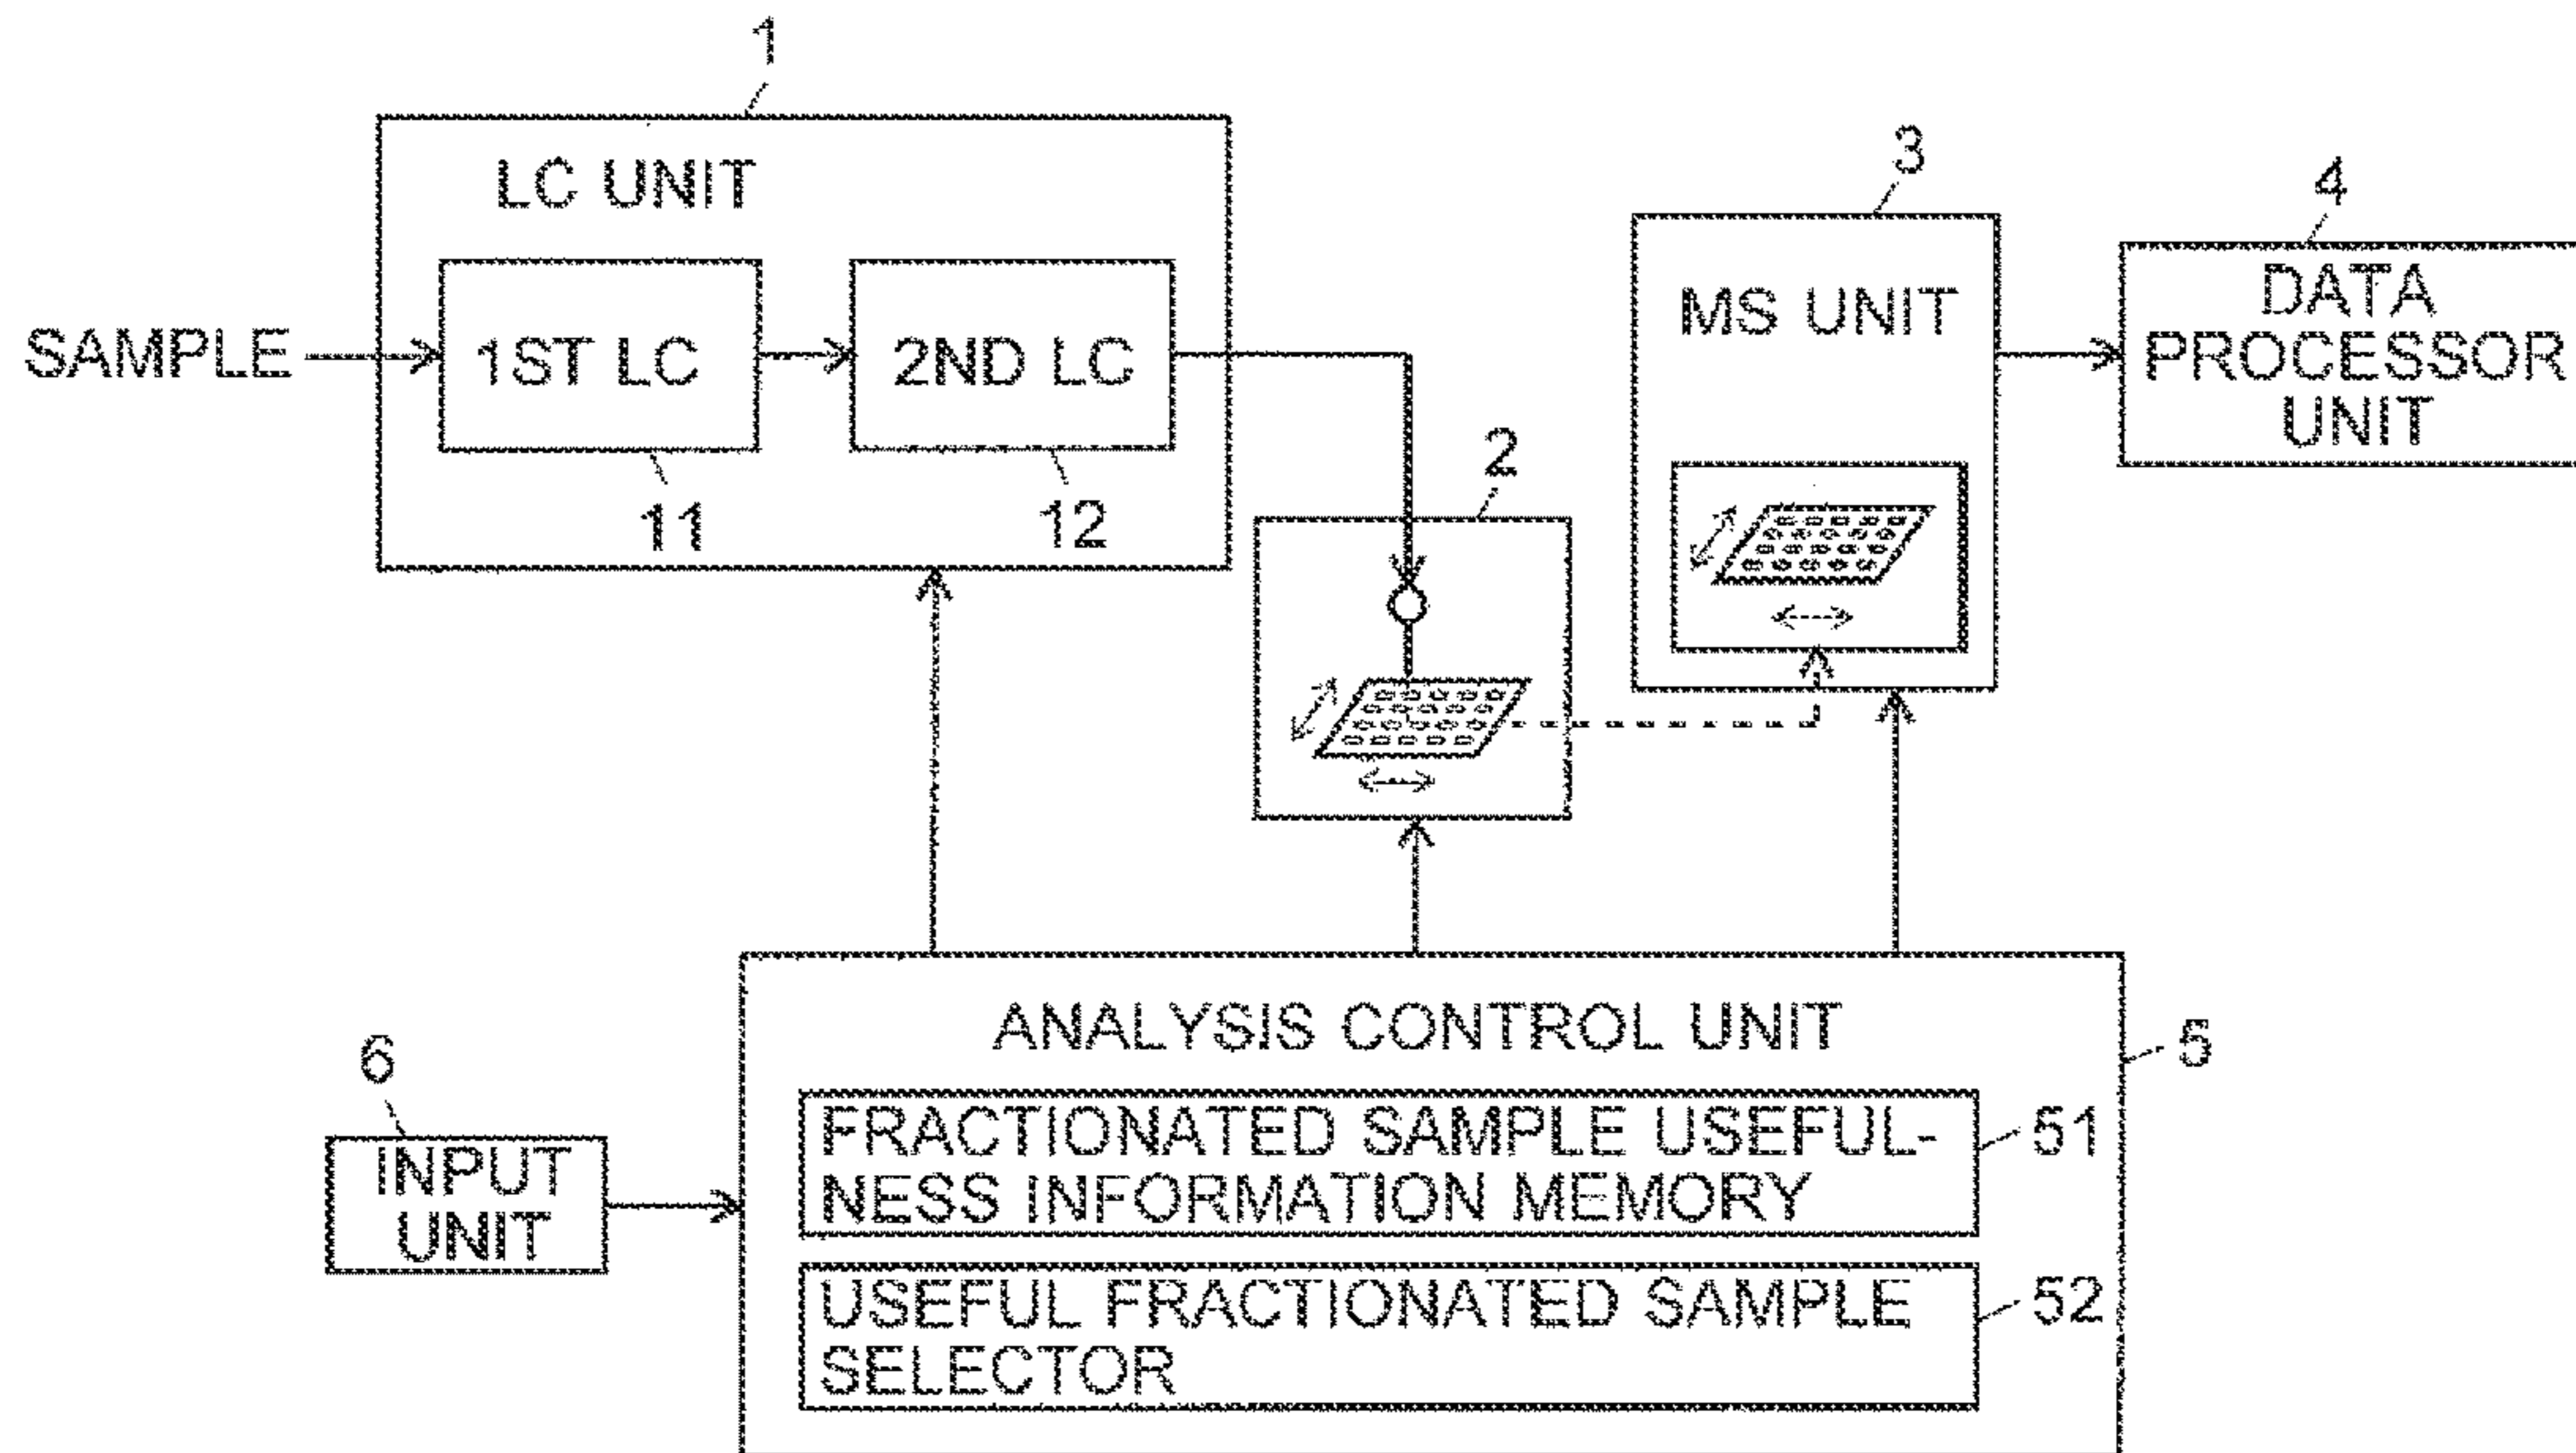 1
LC UNIT
3
4
SAMPLE
1ST LC
2ND LC
MS UNIT
DATA
PROCESSOR
UNIT
11
12
2
ANALYSIS CONTROL UNIT
5
6
INPUT
UNIT
FRACTIONATED SAMPLE USEFUL-
NESS INFORMATION MEMORY
51
USEFUL FRACTIONATED SAMPLE
SELECTOR
52